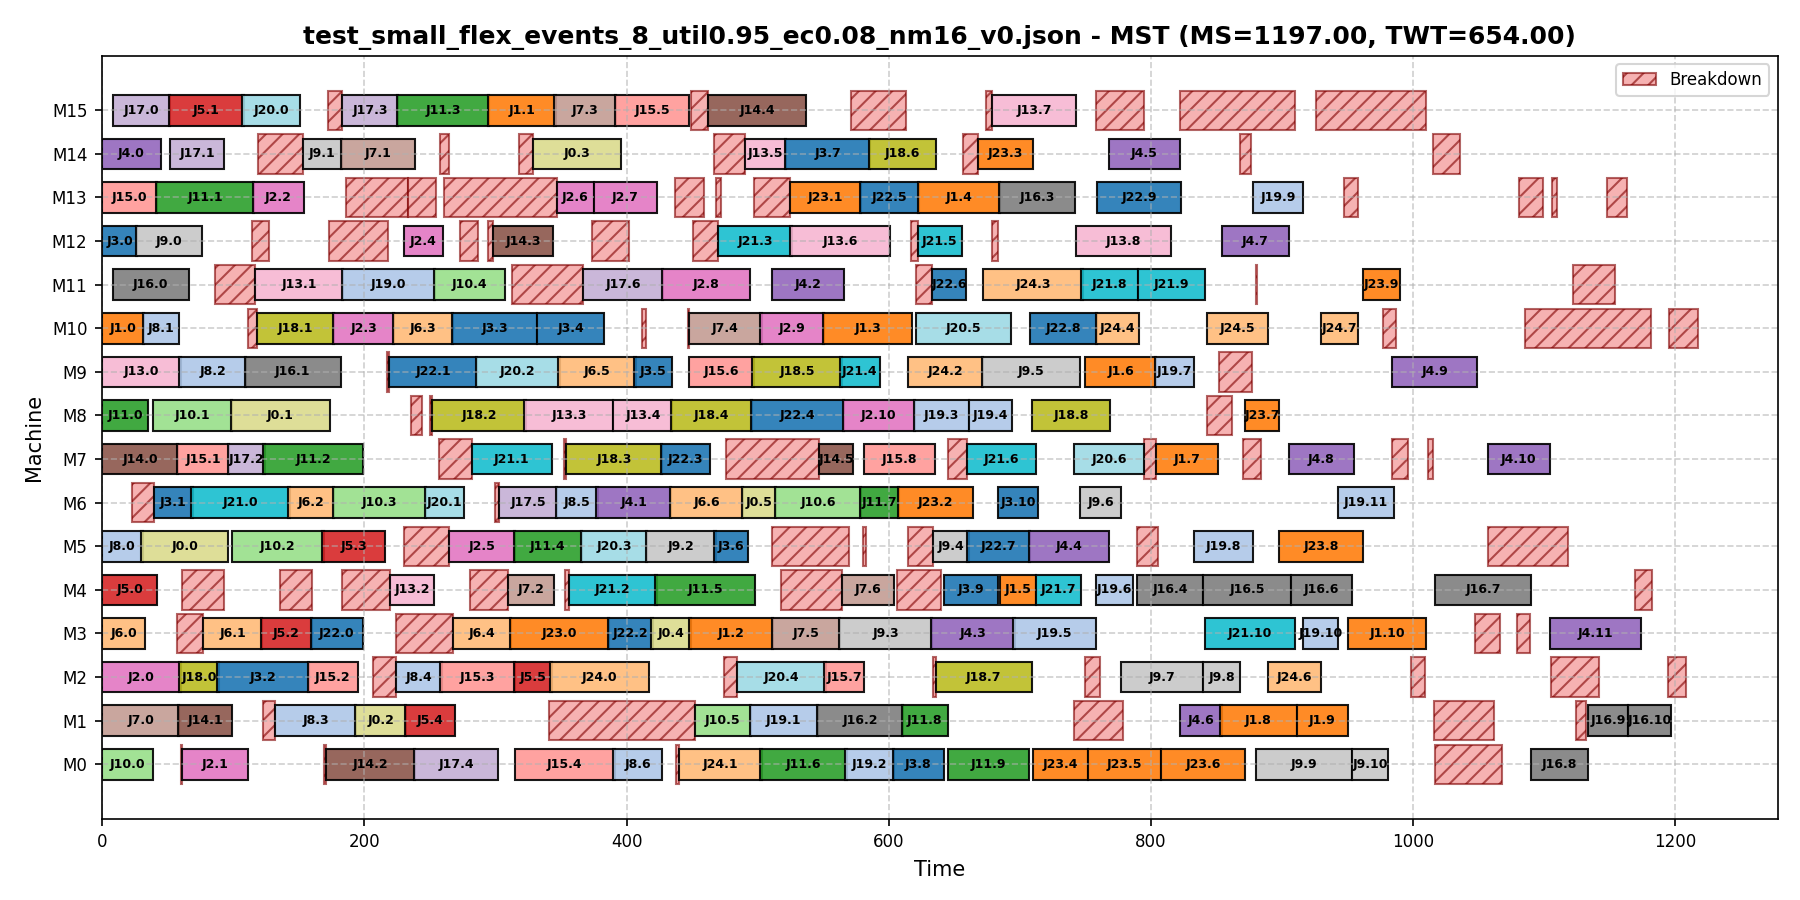 test_small_flex_events_8_util0.95_ec0.08_nm16_v0.json - MST (MS=1197.00, TWT=654.00)
Breakdown
M15 J17.0 J5.1 J20.0 J17.3 J11.3 J1.1 J7.3 J15.5 J14.4 J13.7
M14 J4.0 J17.1 J9.1 J7.1 J0.3 J13.5 J3.7 J18.6 J23.3 J4.5
M13 J15.0 J11.1 J2.2 J2.6 J2.7 J23.1 J22.5 J1.4 J16.3 J22.9 J19.9
M12 J3.0 J9.0 J2.4 J14.3 J21.3 J13.6 J21.5 J13.8 J4.7
M11 J16.0 J13.1 J19.0 J10.4 J17.6 J2.8 J4.2 J22.6 J24.3 J21.8 J21.9 J23.9
M10 J1.0 J8.1 J18.1 J2.3 J6.3 J3.3 J3.4 J7.4 J2.9 J1.3 J20.5 J22.8 J24.4 J24.5 J24.7
M9 J13.0 J8.2 J16.1 J22.1 J20.2 J6.5 J3.5 J15.6 J18.5 J21.4 J24.2 J9.5 J1.6 J19.7 J4.9
M8 J11.0 J10.1 J0.1 J18.2 J13.3 J13.4 J18.4 J22.4 J2.10 J19.3 J19.4 J18.8 J23.7
M7 J14.0 J15.1 J17.2 J11.2 J21.1 J18.3 J22.3 J14.5 J15.8 J21.6 J20.6 J1.7 J4.8 J4.10
M6 J3.1 J21.0 J6.2 J10.3 J20.1 J17.5 J8.5 J4.1 J6.6 J0.5 J10.6 J11.7 J23.2 J3.10 J9.6 J19.11
M5 J8.0 J0.0 J10.2 J5.3 J2.5 J11.4 J20.3 J9.2 J3.6 J9.4 J22.7 J4.4 J19.8 J23.8
M4 J5.0 J13.2 J7.2 J21.2 J11.5 J7.6 J3.9 J1.5 J21.7 J19.6 J16.4 J16.5 J16.6 J16.7
M3 J6.0 J6.1 J5.2 J22.0 J6.4 J23.0 J22.2 J0.4 J1.2 J7.5 J9.3 J4.3 J19.5 J21.10 J19.10 J1.10 J4.11
M2 J2.0 J18.0 J3.2 J15.2 J8.4 J15.3 J5.5 J24.0 J20.4 J15.7 J18.7 J9.7 J9.8 J24.6
M1 J7.0 J14.1 J8.3 J0.2 J5.4 J10.5 J19.1 J16.2 J11.8 J4.6 J1.8 J1.9 J16.9 J16.10
M0 J10.0 J2.1 J14.2 J17.4 J15.4 J8.6 J24.1 J11.6 J19.2 J3.8 J11.9 J23.4 J23.5 J23.6 J9.9 J9.10 J16.8
0 200 400 600 800 1000 1200
Time
Machine